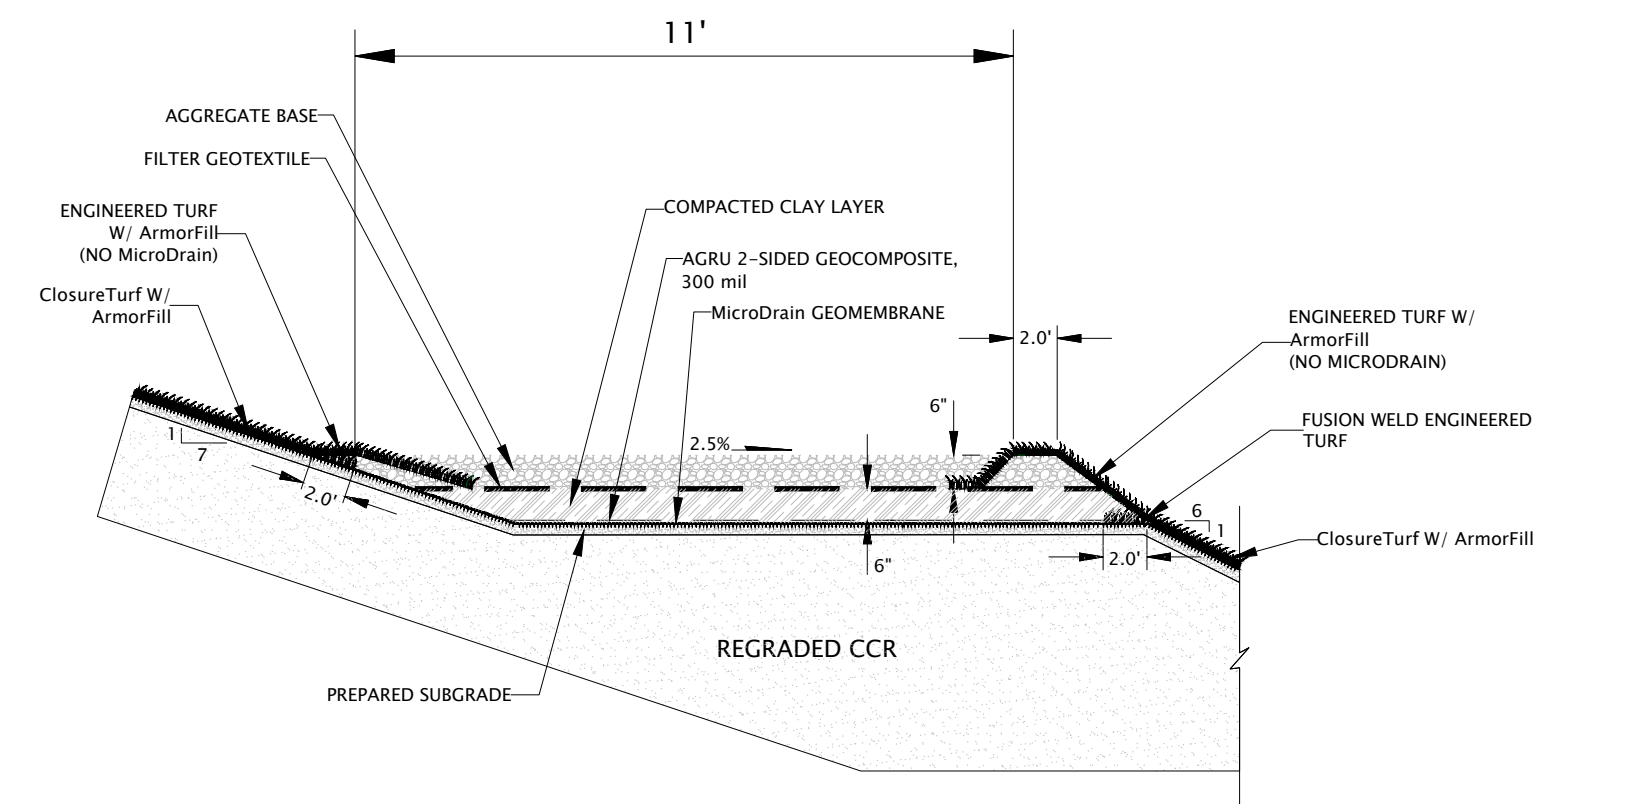 11'
AGGREGATE BASE
FILTER GEOTEXTILE
ENGINEERED TURF
W/ ArmorFill
(NO MicroDrain)
ClosureTurf W/
ArmorFill
COMPACTED CLAY LAYER
AGRU 2-SIDED GEOCOMPOSITE,
300 mil
MicroDrain GEOMEMBRANE
2.0'
ENGINEERED TURF W/
ArmorFill
(NO MICRODRAIN)
6"
FUSION WELD ENGINEERED
TURF
1
7
2.5%
2.0'
6
1
ClosureTurf W/ ArmorFill
2.0'
6"
REGRADED CCR
PREPARED SUBGRADE